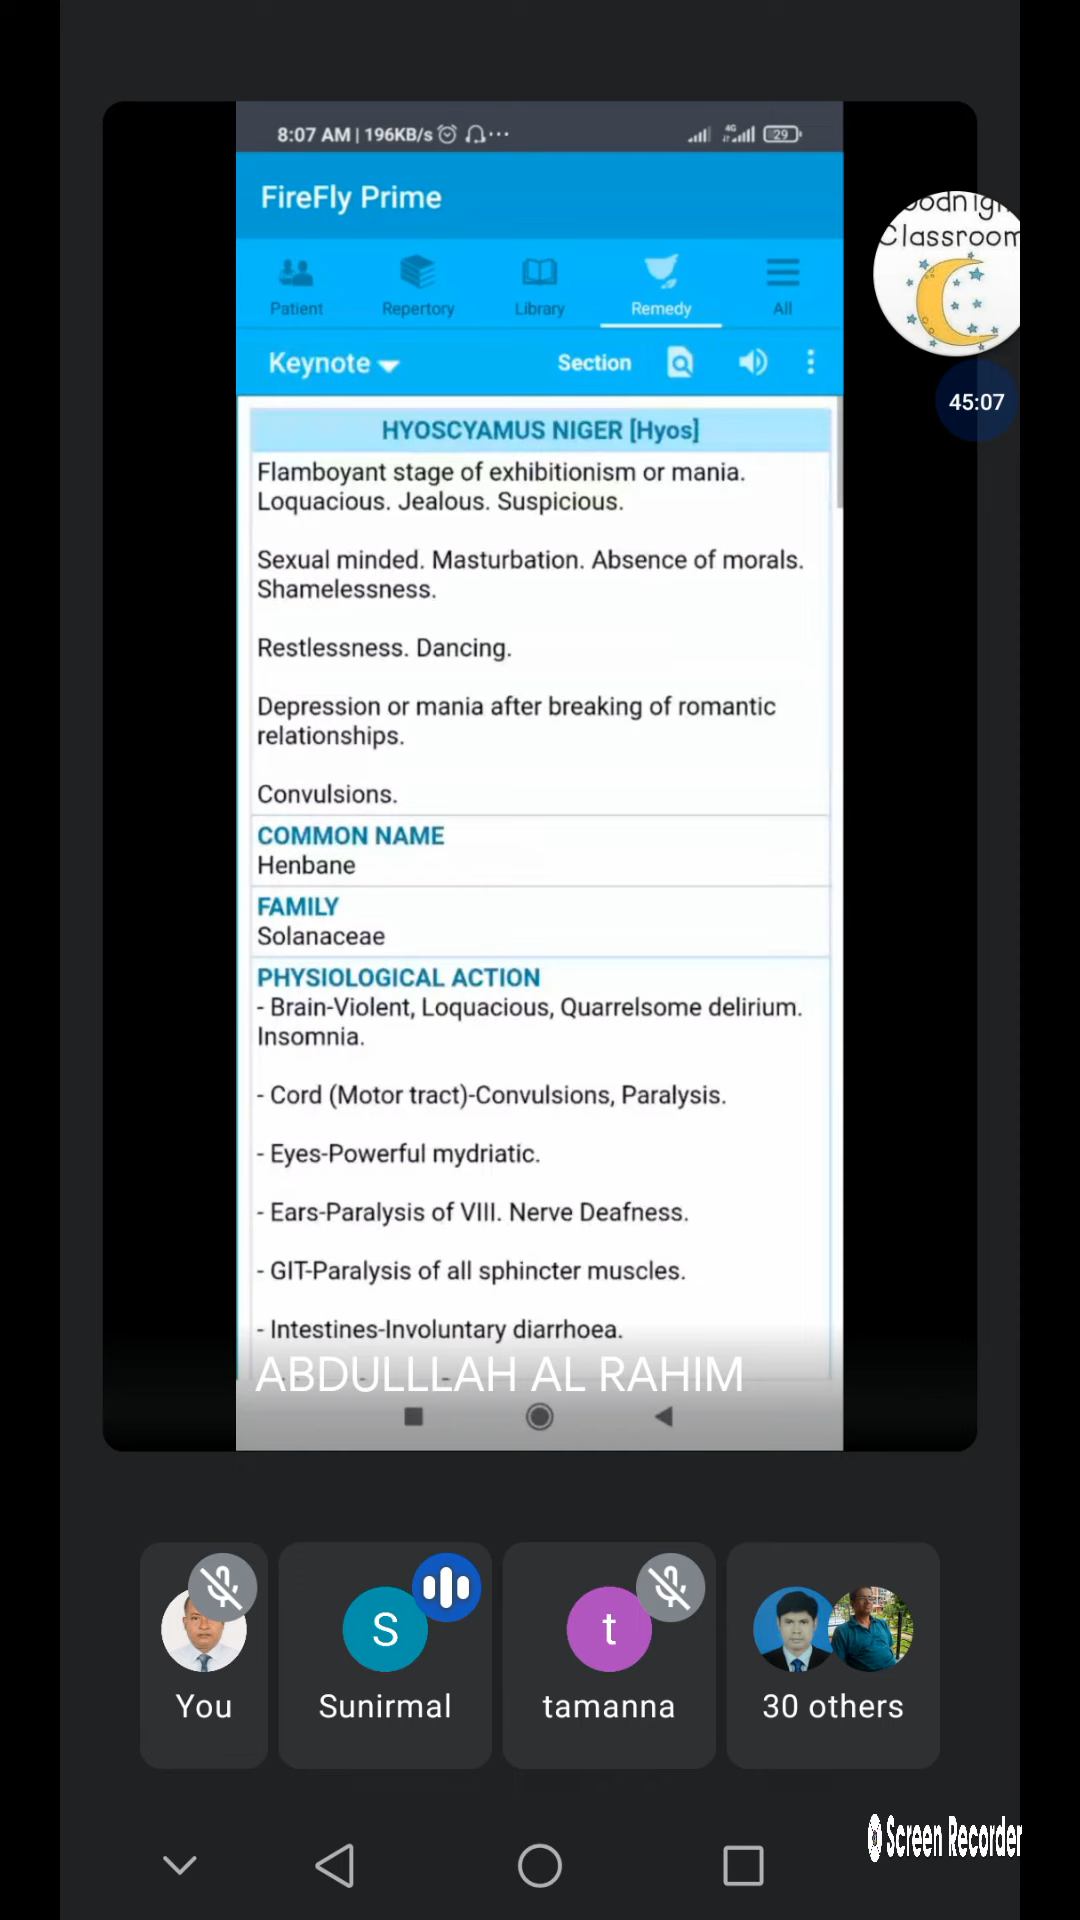 8:07 AM | 196KB/s
4G
29
FireFly Prime
Patient
Repertory
Library
Remedy
All
Classroom
Keynote
Section
45:07
HYOSCYAMUS NIGER [Hyos]
Flamboyant stage of exhibitionism or mania.
Loquacious. Jealous. Suspicious.
Sexual minded. Masturbation. Absence of morals.
Shamelessness.
Restlessness. Dancing.
Depression or mania after breaking of romantic
relationships.
Convulsions.
COMMON NAME
Henbane
FAMILY
Solanaceae
PHYSIOLOGICAL ACTION
- Brain-Violent, Loquacious, Quarrelsome delirium.
Insomnia.
- Cord (Motor tract)-Convulsions, Paralysis.
- Eyes-Powerful mydriatic.
- Ears-Paralysis of VIII. Nerve Deafness.
- GIT-Paralysis of all sphincter muscles.
- Intestines-Involuntary diarrhoea.
ABDULLLAH AL RAHIM
S
t
You
Sunirmal
tamanna
30 others
Screen Recorder